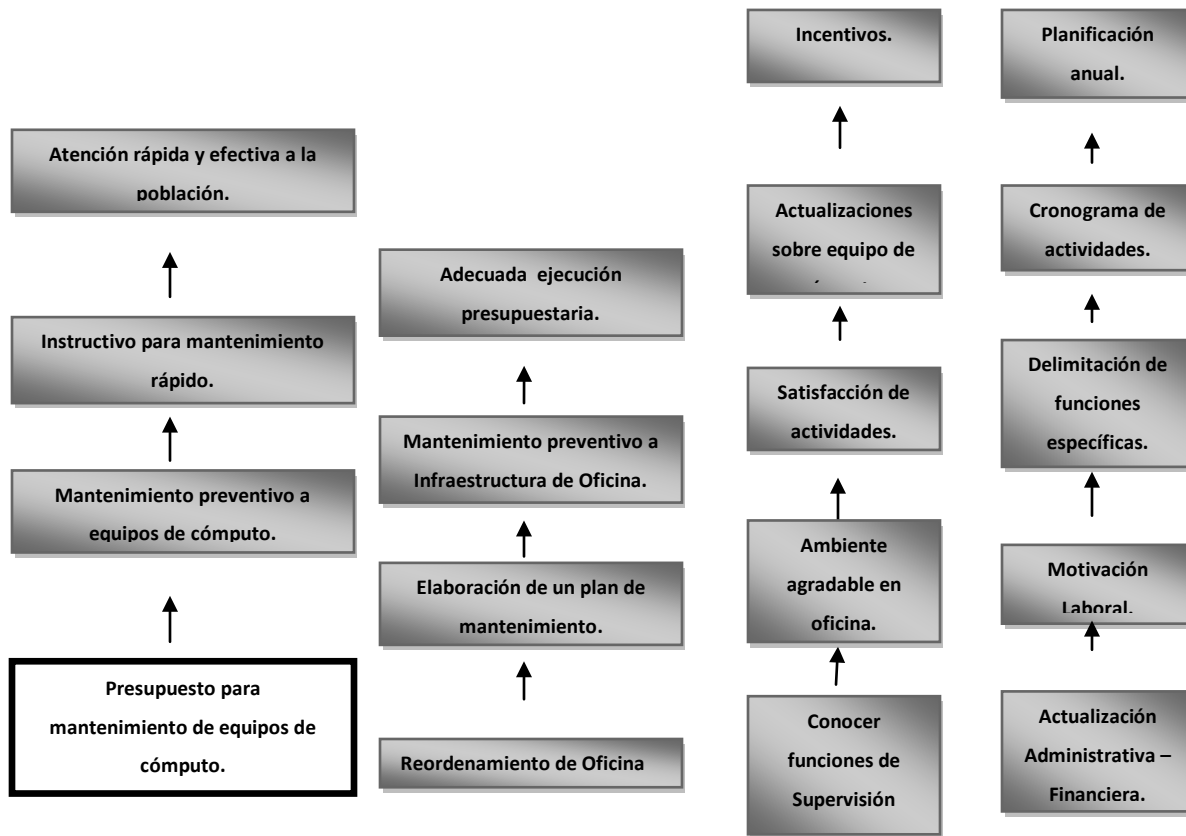 Atención rápida y efectiva a la
población.
Instructivo para mantenimiento
rápido.
Mantenimiento preventivo a
equipos de cómputo.
Presupuesto para
mantenimiento de equipos de
cómputo.
Adecuada ejecución
presupuestaria.
Mantenimiento preventivo a
Infraestructura de Oficina.
Elaboración de un plan de
mantenimiento.
Reordenamiento de Oficina
Incentivos.
Actualizaciones
sobre equipo de
Satisfacción de
actividades.
Ambiente
agradable en
oficina.
Conocer
funciones de
Supervisión
Planificación
anual.
Cronograma de
actividades.
Delimitación de
funciones
específicas.
Motivación
Laboral.
Actualización
Administrativa –
Financiera.